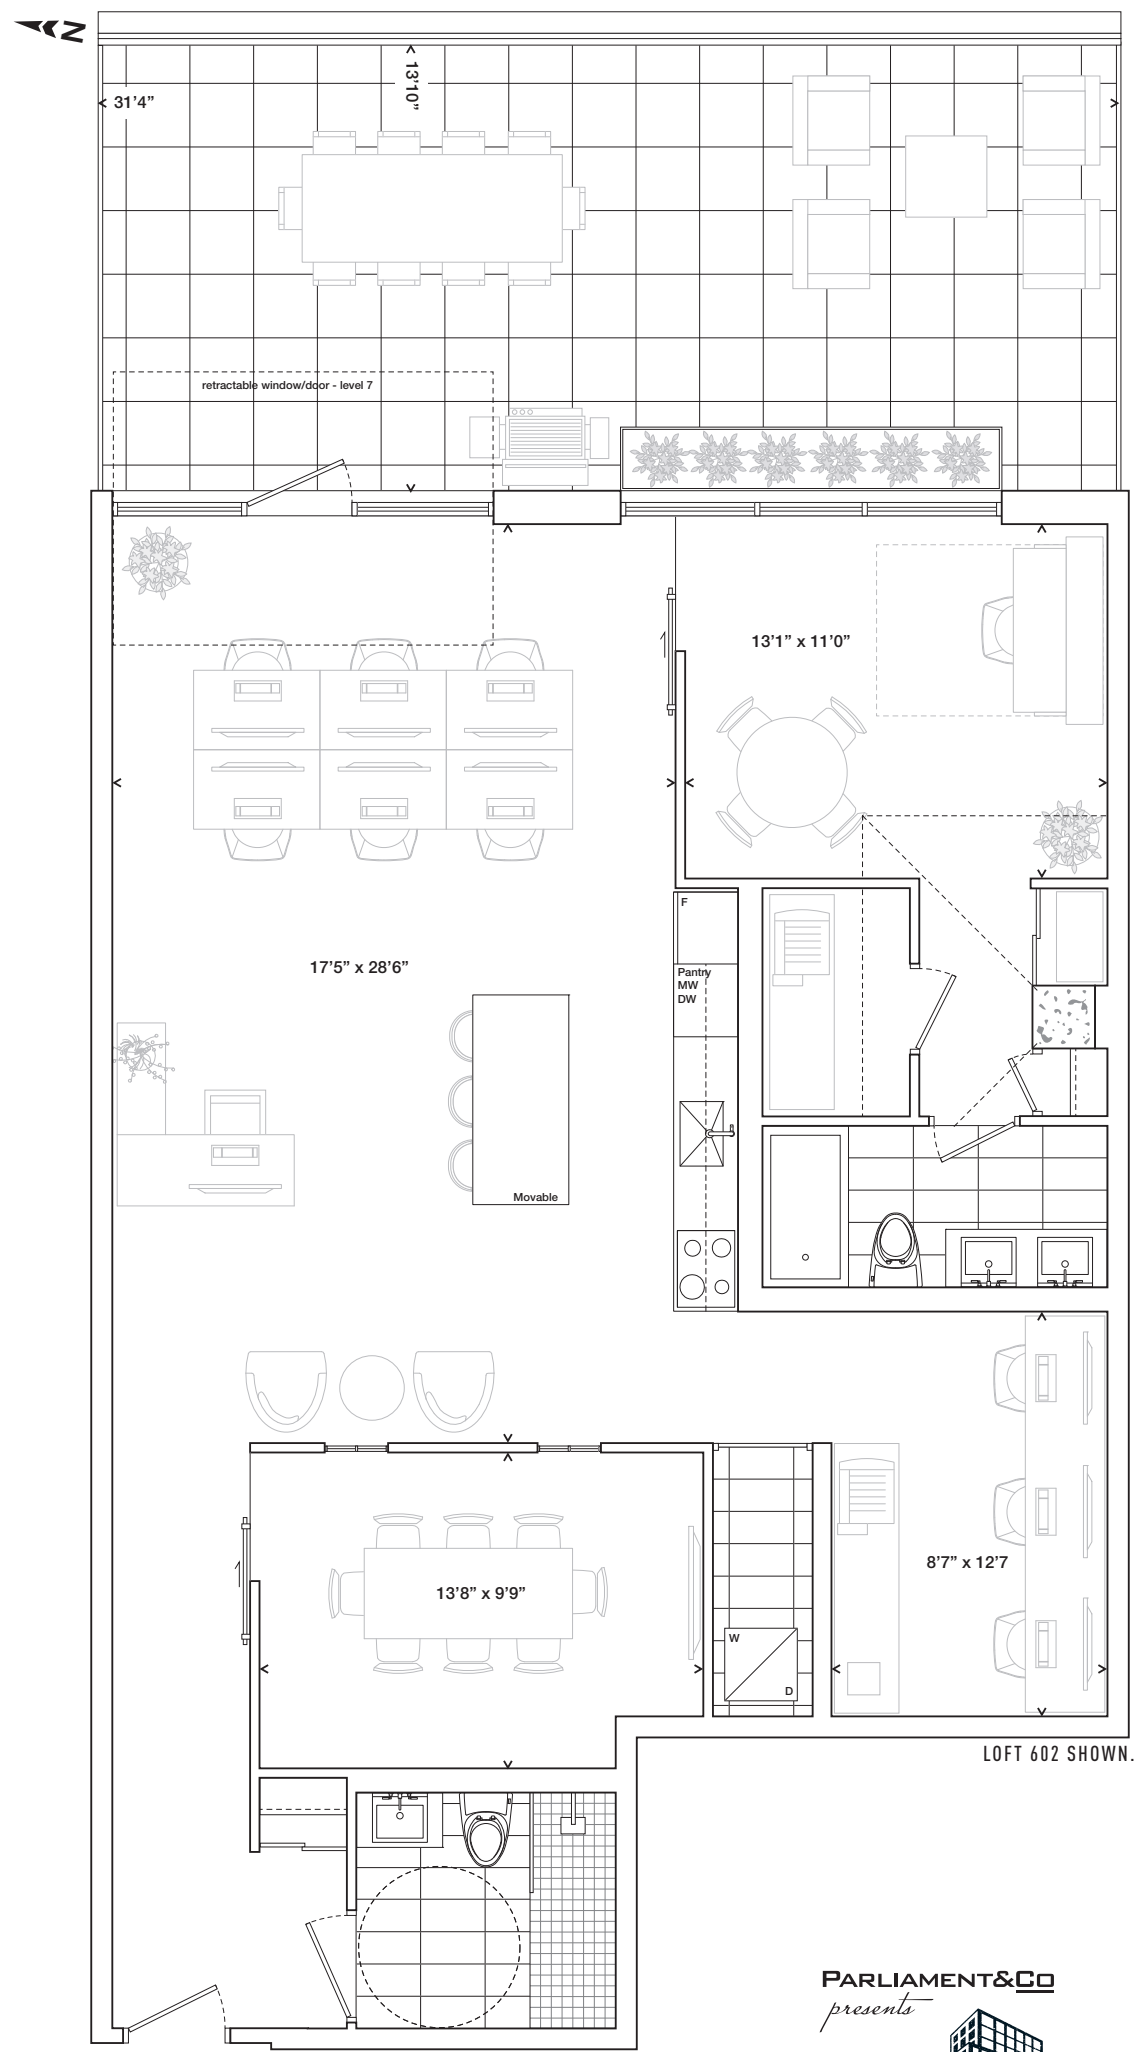 N
31'4"
13'10"
retractable window/door - level 7
13'1" x 11'0"
17'5" x 28'6"
F
Pantry
MW
DW
Movable
8'7" x 12'7
13'8" x 9'9"
W
D
LOFT 602 SHOWN.
PARLIAMENT&CO
presents